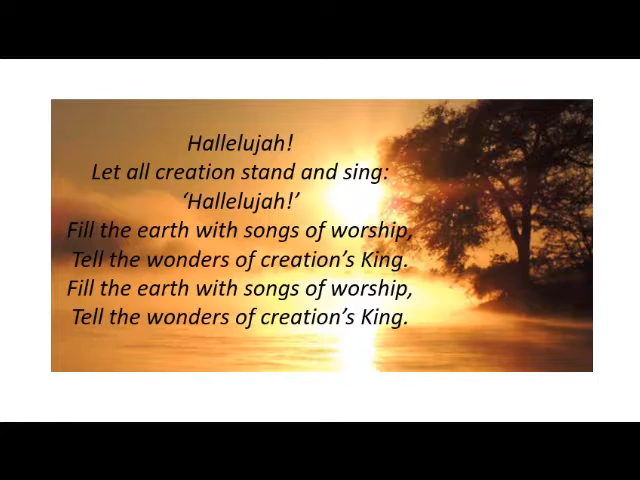 Hallelujah!
Let all creation stand and sing:
‘Hallelujah!’
Fill the earth with songs of worship,
Tell the wonders of creation’s King.
Fill the earth with songs of worship,
Tell the wonders of creation’s King.